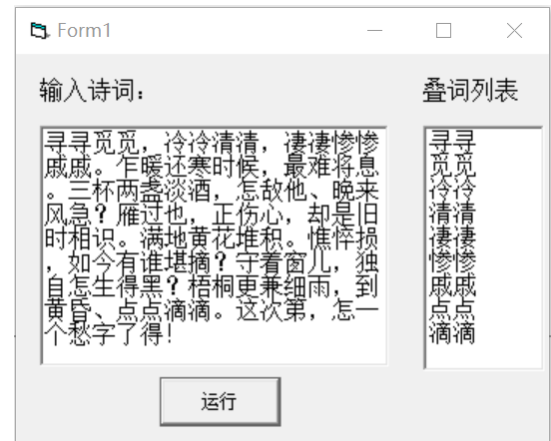 Form1
输入诗词：
叠词列表
寻寻觅觅，泠泠清清，凄凄惨惨
戚戚。乍暖还寒时候，最难将息
。三杯两盏淡酒，怎敌他、晚来
风急？雁过也，正伤心，却是旧
时相识。满地黄花堆积。憔悴损
，如今有谁堪摘？守着窗儿，独
自怎生得黑？梧桐更兼细雨，到
黄昏、点点滴滴。这次第，怎一
个愁字了得！
寻寻
觅觅
泠泠
清清
凄凄
惨惨
戚戚
点点
滴滴
运行